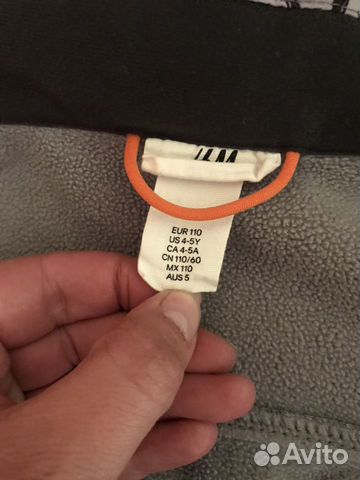 EUR 110
US 4-5Y
CA 4-5A
CN 110/60
MX 110
AUS 5
Avito